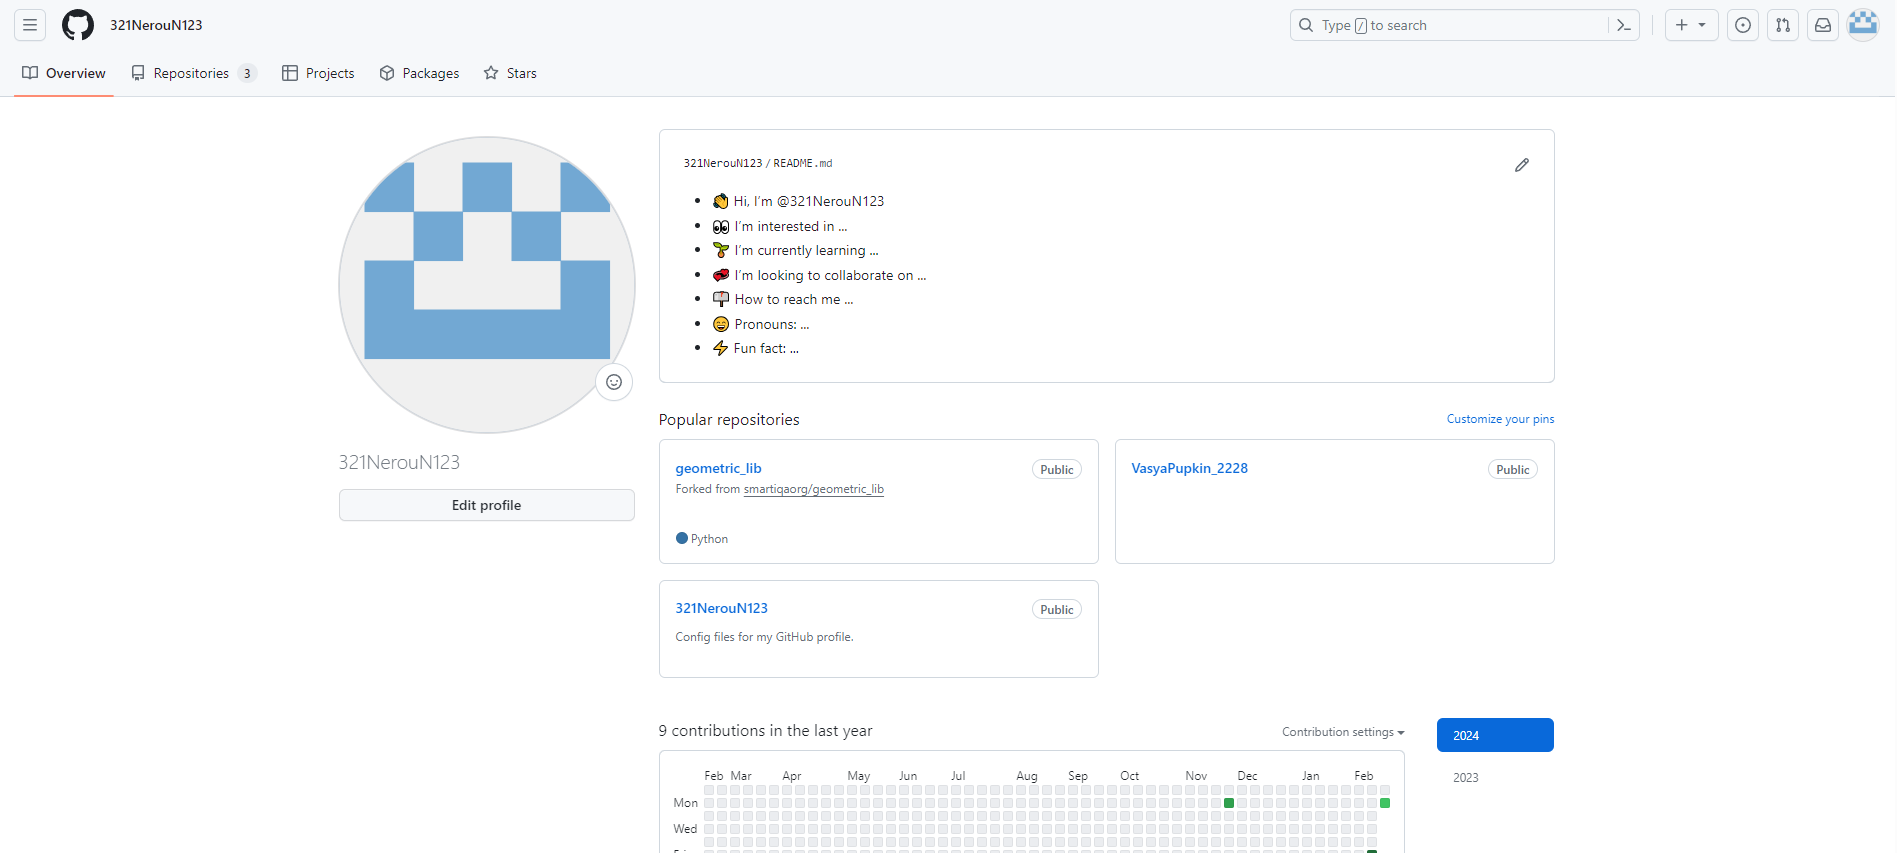 321NerouN123
Type / to search
Overview
Repositories 3
Projects
Packages
Stars
321NerouN123 / README.md
Hi, I'm @321NerouN123
I'm interested in ...
I'm currently learning ...
I'm looking to collaborate on ...
How to reach me ...
Pronouns: ...
Fun fact: ...
321NerouN123
Edit profile
Popular repositories
Customize your pins
geometric_lib
Public
Forked from smartiqaorg/geometric_lib
Python
VasyaPupkin_2228
Public
321NerouN123
Public
Config files for my GitHub profile.
9 contributions in the last year
Contribution settings
2024
2023
Feb Mar Apr May Jun Jul Aug Sep Oct Nov Dec Jan Feb
Mon
Wed